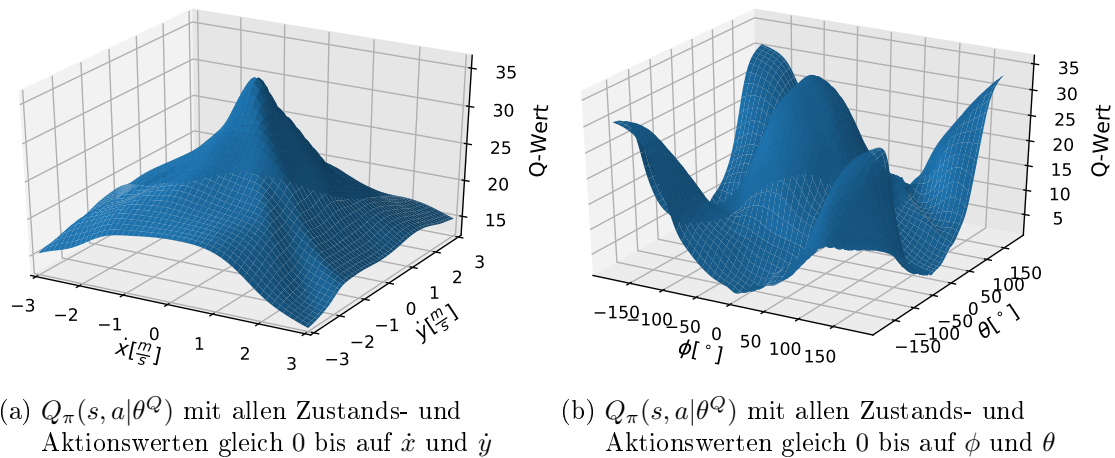 35
30
25
20
15
Q-Wert
−3 −2 −1 0 1 2 3
ẋ[m/s]
−3 −2 −1 0 1 2 3
ẏ[m/s]
35
30
25
20
15
10
5
Q-Wert
−150 −100 −50 0 50 100 150
ϕ[°]
−150 −100 −50 0 50 100 150
θ[°]
(a) Qπ(s, a|θ^Q) mit allen Zustands- und
Aktionswerten gleich 0 bis auf ẋ und ẏ
(b) Qπ(s, a|θ^Q) mit allen Zustands- und
Aktionswerten gleich 0 bis auf ϕ und θ